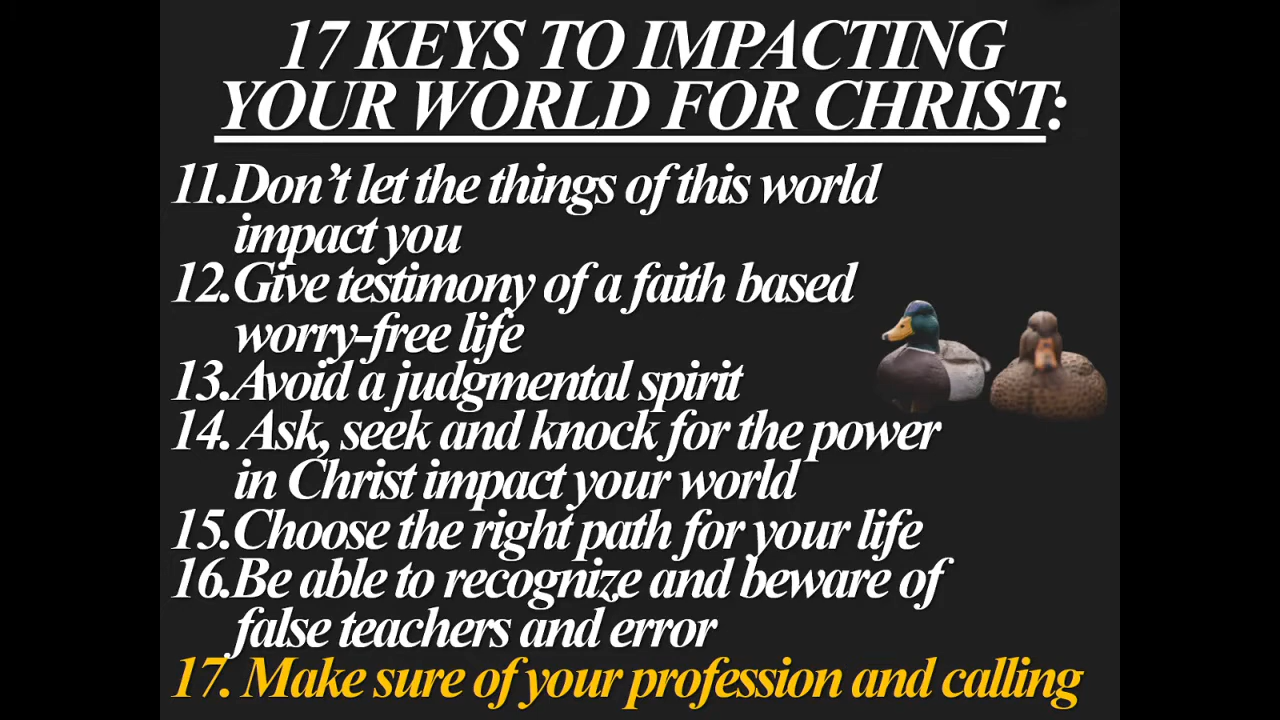 17 KEYS TO IMPACTING
YOUR WORLD FOR CHRIST:
11.Don’t let the things of this world
impact you
12.Give testimony of a faith based
worry-free life
13.Avoid a judgmental spirit
14. Ask, seek and knock for the power
in Christ impact your world
15.Choose the right path for your life
16.Be able to recognize and beware of
false teachers and error
17. Make sure of your profession and calling